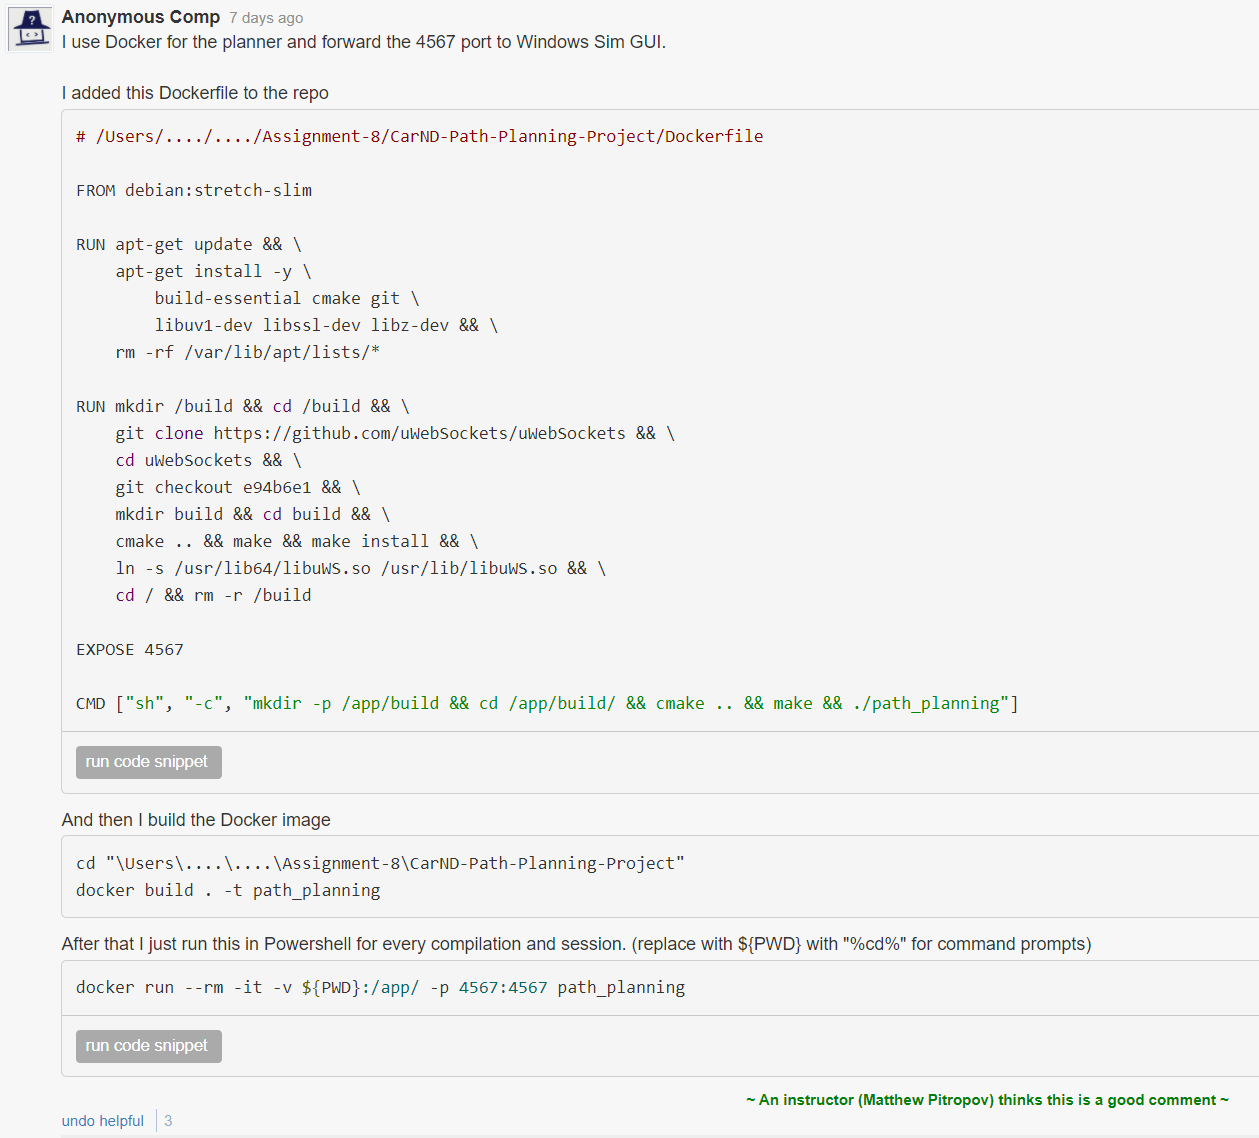 Anonymous Comp 7 days ago
I use Docker for the planner and forward the 4567 port to Windows Sim GUI.
I added this Dockerfile to the repo
# /Users/..../..../Assignment-8/CarND-Path-Planning-Project/Dockerfile
FROM debian:stretch-slim
RUN apt-get update && \
apt-get install -y \
build-essential cmake git \
libuv1-dev libssl-dev libz-dev && \
rm -rf /var/lib/apt/lists/*
RUN mkdir /build && cd /build && \
git clone https://github.com/uWebSockets/uWebSockets && \
cd uWebSockets && \
git checkout e94b6e1 && \
mkdir build && cd build && \
cmake .. && make && make install && \
ln -s /usr/lib64/libuWS.so /usr/lib/libuWS.so && \
cd / && rm -r /build
EXPOSE 4567
CMD ["sh", "-c", "mkdir -p /app/build && cd /app/build/ && cmake .. && make && ./path_planning"]
run code snippet
And then I build the Docker image
cd "\Users\....\....\Assignment-8\CarND-Path-Planning-Project"
docker build . -t path_planning
After that I just run this in Powershell for every compilation and session. (replace with ${PWD} with "%cd%" for command prompts)
docker run --rm -it -v ${PWD}:/app/ -p 4567:4567 path_planning
run code snippet
~ An instructor (Matthew Pitropov) thinks this is a good comment ~
undo helpful 3